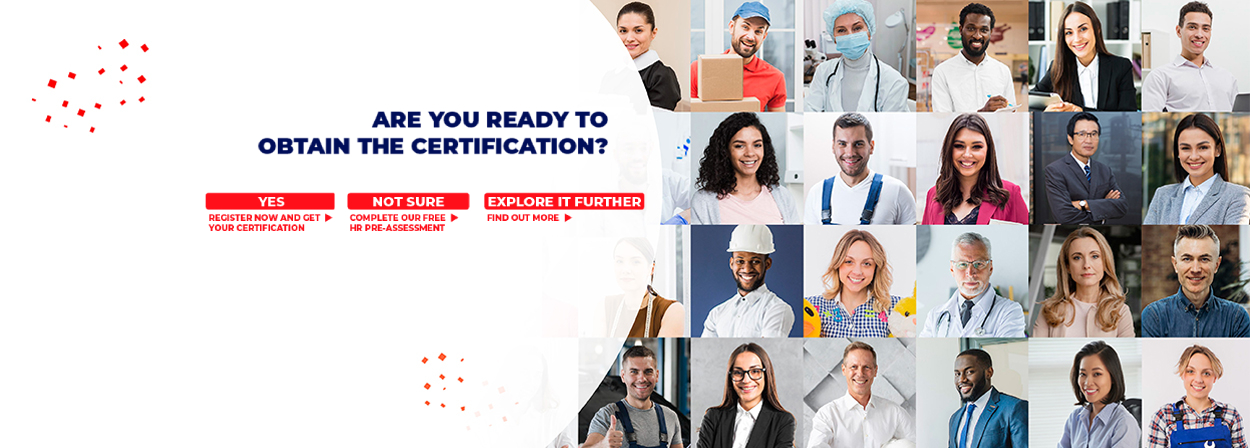 ARE YOU READY TO
OBTAIN THE CERTIFICATION?
YES
REGISTER NOW AND GET
YOUR CERTIFICATION
NOT SURE
COMPLETE OUR FREE
HR PRE-ASSESSMENT
EXPLORE IT FURTHER
FIND OUT MORE